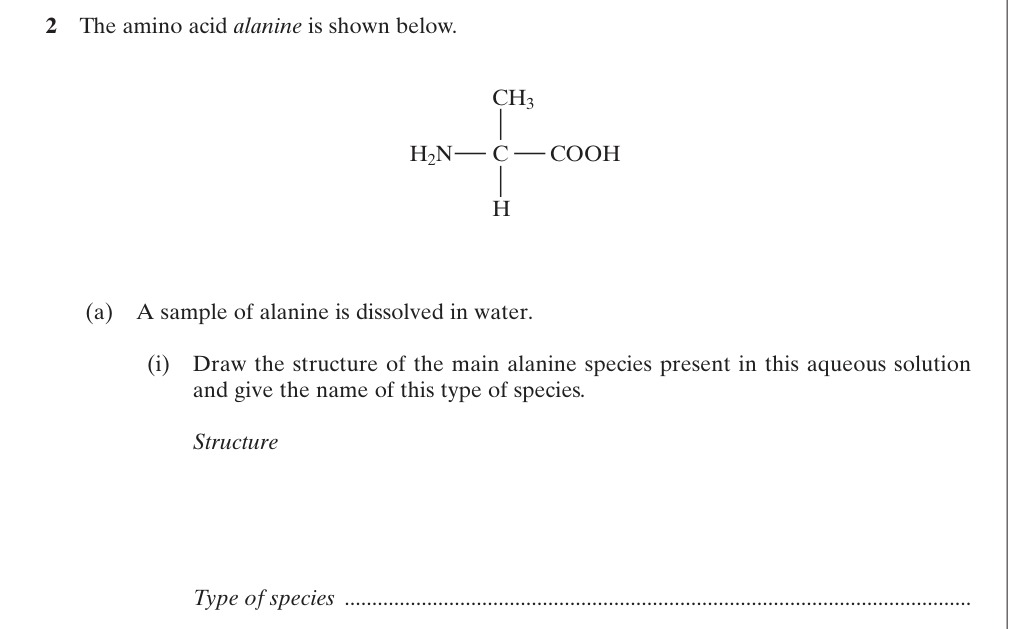 2 The amino acid alanine is shown below.
CH₃
H₂N — C — COOH
H
(a) A sample of alanine is dissolved in water.
(i) Draw the structure of the main alanine species present in this aqueous solution
and give the name of this type of species.
Structure
Type of species ....................................................................................................................